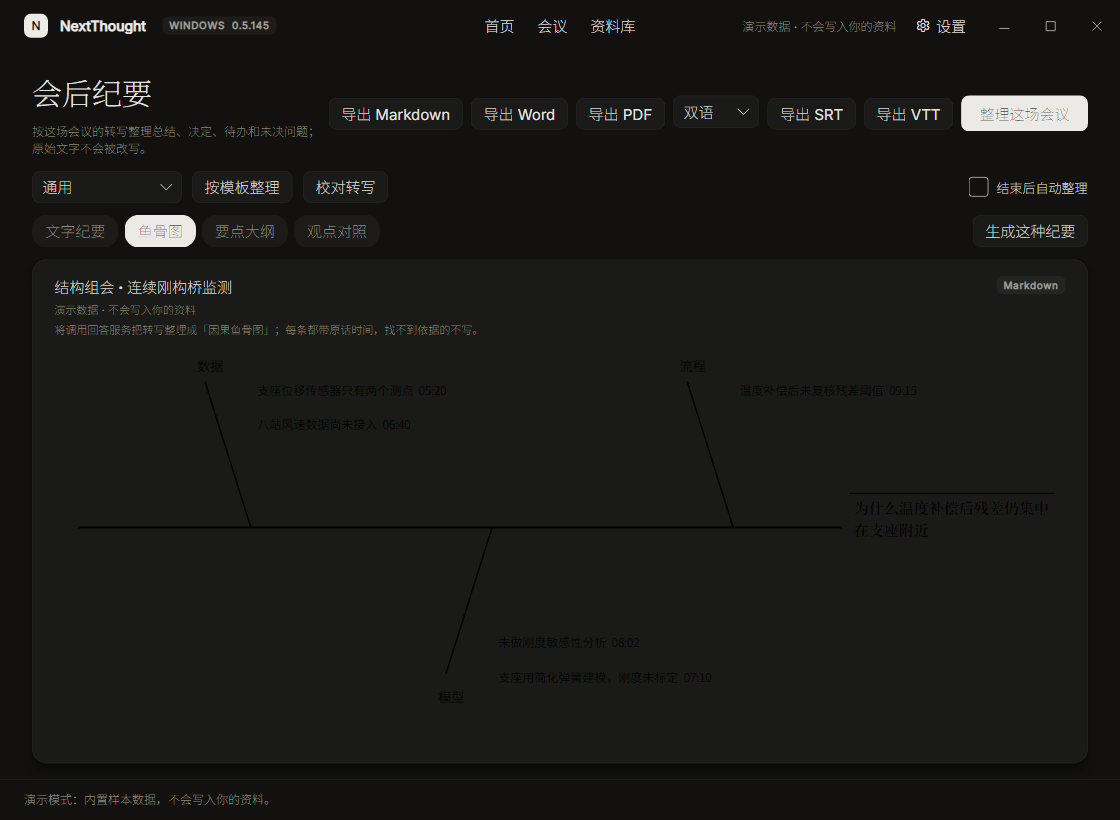 N NextThought WINDOWS 0.5.145 首页 会议 资料库 演示数据 · 不会写入你的资料 设置
会后纪要
按这场会议的转写整理总结、决定、待办和未决问题；
原始文字不会被改写。
导出 Markdown 导出 Word 导出 PDF 双语 导出 SRT 导出 VTT 整理这场会议
通用 按模板整理 校对转写 结束后自动整理
文字纪要 鱼骨图 要点大纲 观点对照 生成这种纪要
结构组会 · 连续刚构桥监测 Markdown
演示数据 · 不会写入你的资料
将调用回答服务把转写整理成「因果鱼骨图」；每条都带原话时间，找不到依据的不写。
数据 流程
支座位移传感器只有两个测点 05:20 温度补偿后未复核残差阈值 09:15
八站风速数据尚未接入 06:40
为什么温度补偿后残差仍集中
在支座附近
未做刚度敏感性分析 08:02
支座用简化弹簧建模，刚度未标定 07:10
模型
演示模式：内置样本数据，不会写入你的资料。